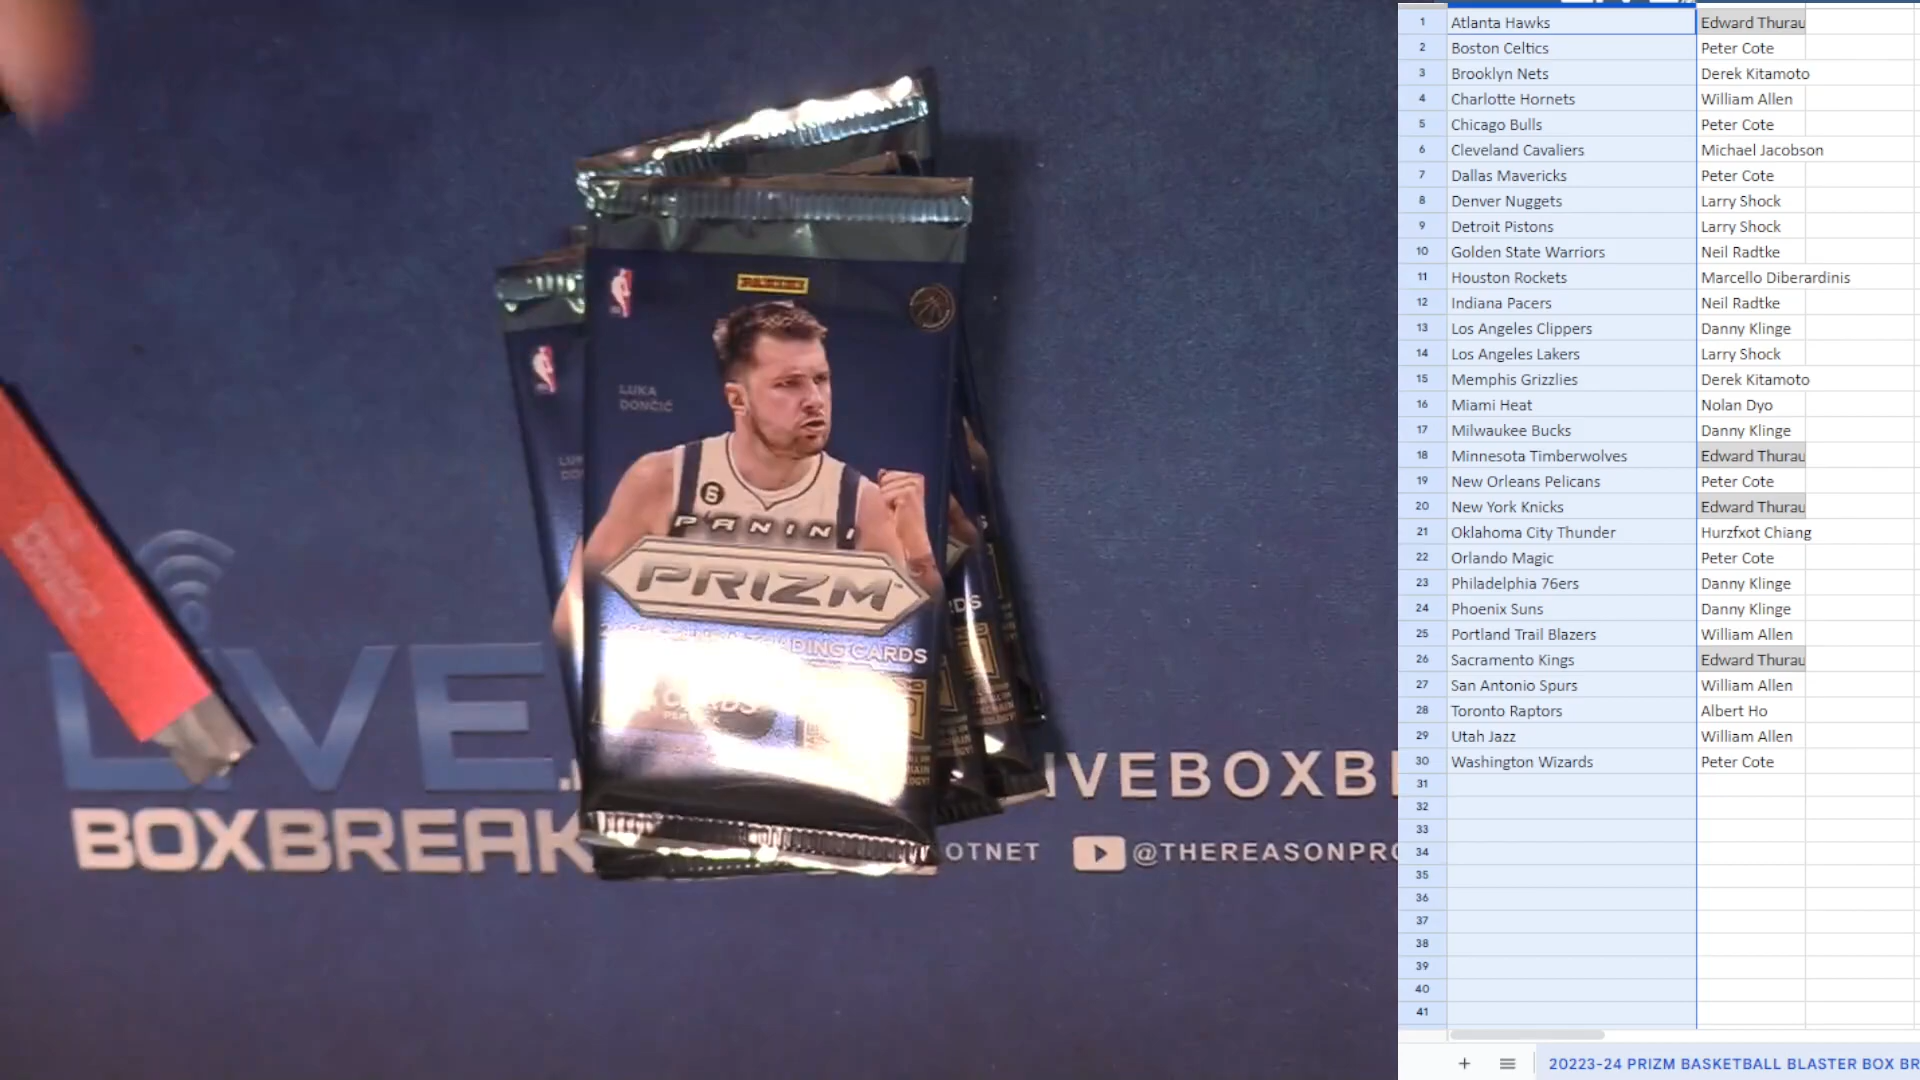 PANINI
LUKA
DONČIĆ
6
PANINI
PRIZM
TRADING CARDS
CARDS
LIVE
BOXBREAK
IVEBOXB
OTNET
@THEREASONPR
1 Atlanta Hawks Edward Thurau
2 Boston Celtics Peter Cote
3 Brooklyn Nets Derek Kitamoto
4 Charlotte Hornets William Allen
5 Chicago Bulls Peter Cote
6 Cleveland Cavaliers Michael Jacobson
7 Dallas Mavericks Peter Cote
8 Denver Nuggets Larry Shock
9 Detroit Pistons Larry Shock
10 Golden State Warriors Neil Radtke
11 Houston Rockets Marcello Diberardinis
12 Indiana Pacers Neil Radtke
13 Los Angeles Clippers Danny Klinge
14 Los Angeles Lakers Larry Shock
15 Memphis Grizzlies Derek Kitamoto
16 Miami Heat Nolan Dyo
17 Milwaukee Bucks Danny Klinge
18 Minnesota Timberwolves Edward Thurau
19 New Orleans Pelicans Peter Cote
20 New York Knicks Edward Thurau
21 Oklahoma City Thunder Hurzfxot Chiang
22 Orlando Magic Peter Cote
23 Philadelphia 76ers Danny Klinge
24 Phoenix Suns Danny Klinge
25 Portland Trail Blazers William Allen
26 Sacramento Kings Edward Thurau
27 San Antonio Spurs William Allen
28 Toronto Raptors Albert Ho
29 Utah Jazz William Allen
30 Washington Wizards Peter Cote
31
32
33
34
35
36
37
38
39
40
41
20223-24 PRIZM BASKETBALL BLASTER BOX BR